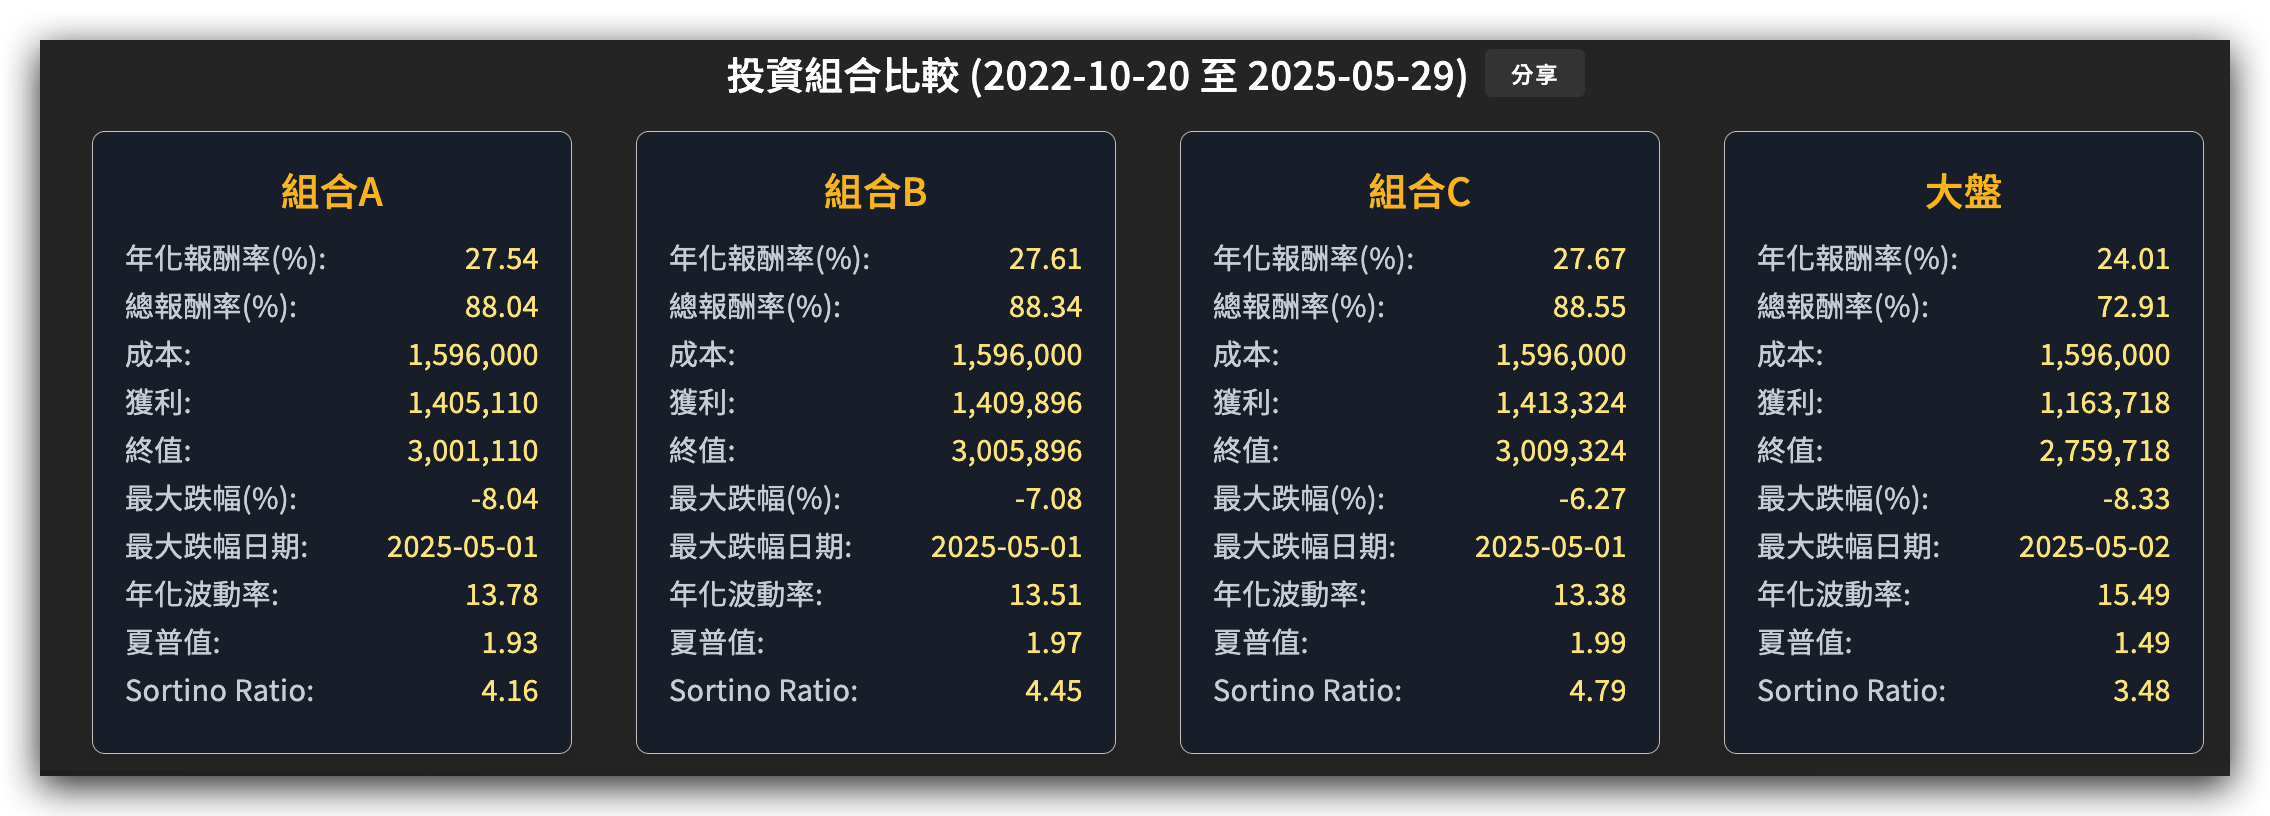 投資組合比較 (2022-10-20 至 2025-05-29) 分享
組合A
年化報酬率(%): 27.54
總報酬率(%): 88.04
成本: 1,596,000
獲利: 1,405,110
終值: 3,001,110
最大跌幅(%): -8.04
最大跌幅日期: 2025-05-01
年化波動率: 13.78
夏普值: 1.93
Sortino Ratio: 4.16
組合B
年化報酬率(%): 27.61
總報酬率(%): 88.34
成本: 1,596,000
獲利: 1,409,896
終值: 3,005,896
最大跌幅(%): -7.08
最大跌幅日期: 2025-05-01
年化波動率: 13.51
夏普值: 1.97
Sortino Ratio: 4.45
組合C
年化報酬率(%): 27.67
總報酬率(%): 88.55
成本: 1,596,000
獲利: 1,413,324
終值: 3,009,324
最大跌幅(%): -6.27
最大跌幅日期: 2025-05-01
年化波動率: 13.38
夏普值: 1.99
Sortino Ratio: 4.79
大盤
年化報酬率(%): 24.01
總報酬率(%): 72.91
成本: 1,596,000
獲利: 1,163,718
終值: 2,759,718
最大跌幅(%): -8.33
最大跌幅日期: 2025-05-02
年化波動率: 15.49
夏普值: 1.49
Sortino Ratio: 3.48